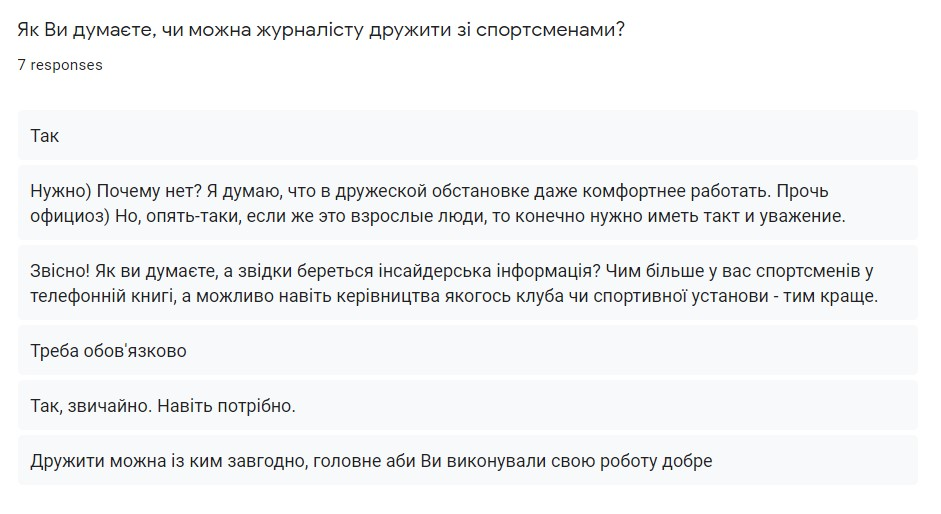 Як Ви думаєте, чи можна журналісту дружити зі спортсменами?
7 responses
Так
Нужно) Почему нет? Я думаю, что в дружеской обстановке даже комфортнее работать. Прочь
официоз) Но, опять-таки, если же это взрослые люди, то конечно нужно иметь такт и уважение.
Звісно! Як ви думаєте, а звідки береться інсайдерська інформація? Чим більше у вас спортсменів у
телефонній книгі, а можливо навіть керівництва якогось клуба чи спортивної установи - тим краще.
Треба обов'язково
Так, звичайно. Навіть потрібно.
Дружити можна із ким завгодно, головне аби Ви виконували свою роботу добре